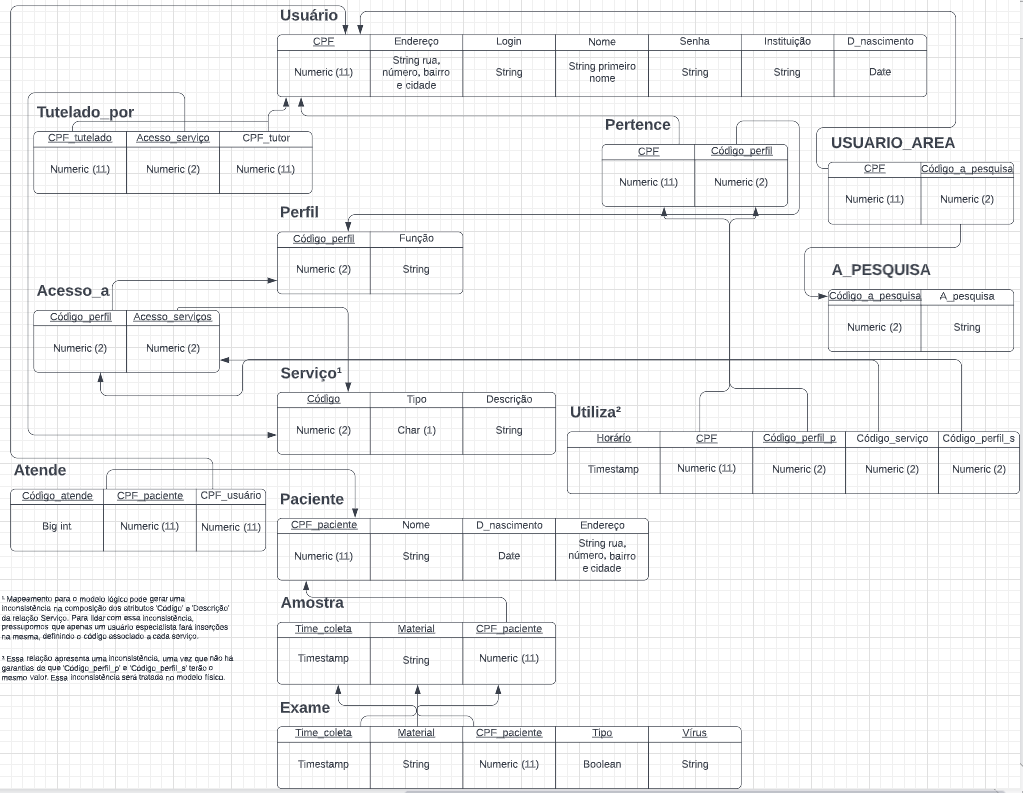 Usuário
CPF Endereço Login Nome Senha Instituição D_nascimento
Numeric (11) String rua, número, bairro e cidade String String primeiro nome String String Date
Tutelado_por
CPF_tutelado Acesso_serviço CPF_tutor
Numeric (11) Numeric (2) Numeric (11)
Pertence
CPF Código_perfil
Numeric (11) Numeric (2)
USUARIO_AREA
CPF Código_a_pesquisa
Numeric (11) Numeric (2)
Perfil
Código_perfil Função
Numeric (2) String
A_PESQUISA
Código_a_pesquisa A_pesquisa
Numeric (2) String
Acesso_a
Código_perfil Acesso_serviços
Numeric (2) Numeric (2)
Serviço¹
Código Tipo Descrição
Numeric (2) Char (1) String
Utiliza²
Horário CPF Código_perfil_p Código_serviço Código_perfil_s
Timestamp Numeric (11) Numeric (2) Numeric (2) Numeric (2)
Atende
Código_atende CPF_paciente CPF_usuário
Big int Numeric (11) Numeric (11)
Paciente
CPF_paciente Nome D_nascimento Endereço
Numeric (11) String Date String rua, número, bairro e cidade
Amostra
Time_coleta Material CPF_paciente
Timestamp String Numeric (11)
Exame
Time_coleta Material CPF_paciente Tipo Vírus
Timestamp String Numeric (11) Boolean String
¹ Mapeamento para o modelo lógico pode gerar uma
inconsistência na composição dos atributos 'Código' e 'Descrição'
da relação Serviço. Para lidar com essa inconsistência,
pressupomos que apenas um usuário especialista fará inserções
na mesma, definindo o código associado a cada serviço.
² Essa relação apresenta uma inconsistência, uma vez que não há
garantias de que 'Código_perfil_p' e 'Código_perfil_s' terão o
mesmo valor. Essa inconsistência será tratada no modelo físico.